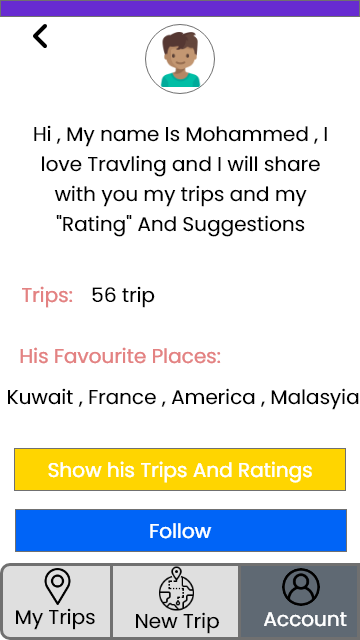 Hi , My name Is Mohammed , I
love Travling and I will share
with you my trips and my
"Rating" And Suggestions
Trips: 56 trip
His Favourite Places:
Kuwait , France , America , Malasyia
Show his Trips And Ratings
Follow
My Trips
New Trip
Account